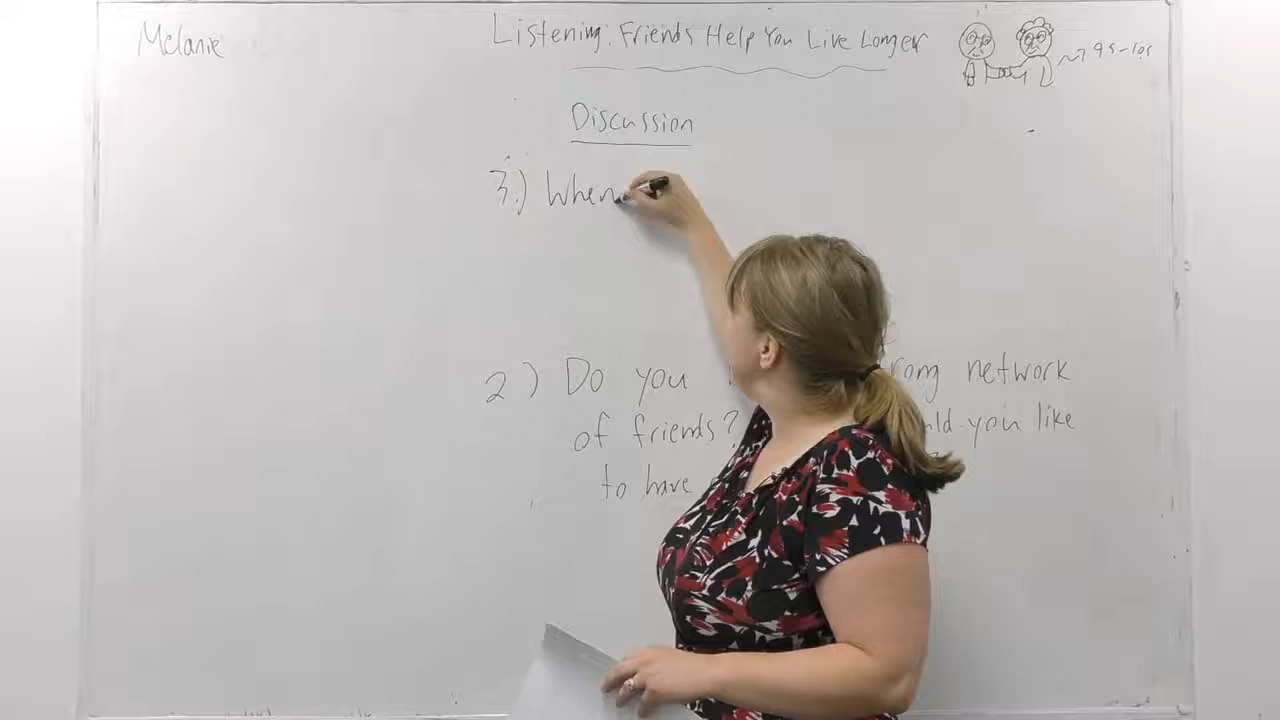 Melanie
Listening: Friends Help You Live Longer
~ 95-105
Discussion
3.) When
2) Do you rong network
of friends? uld you like
to have